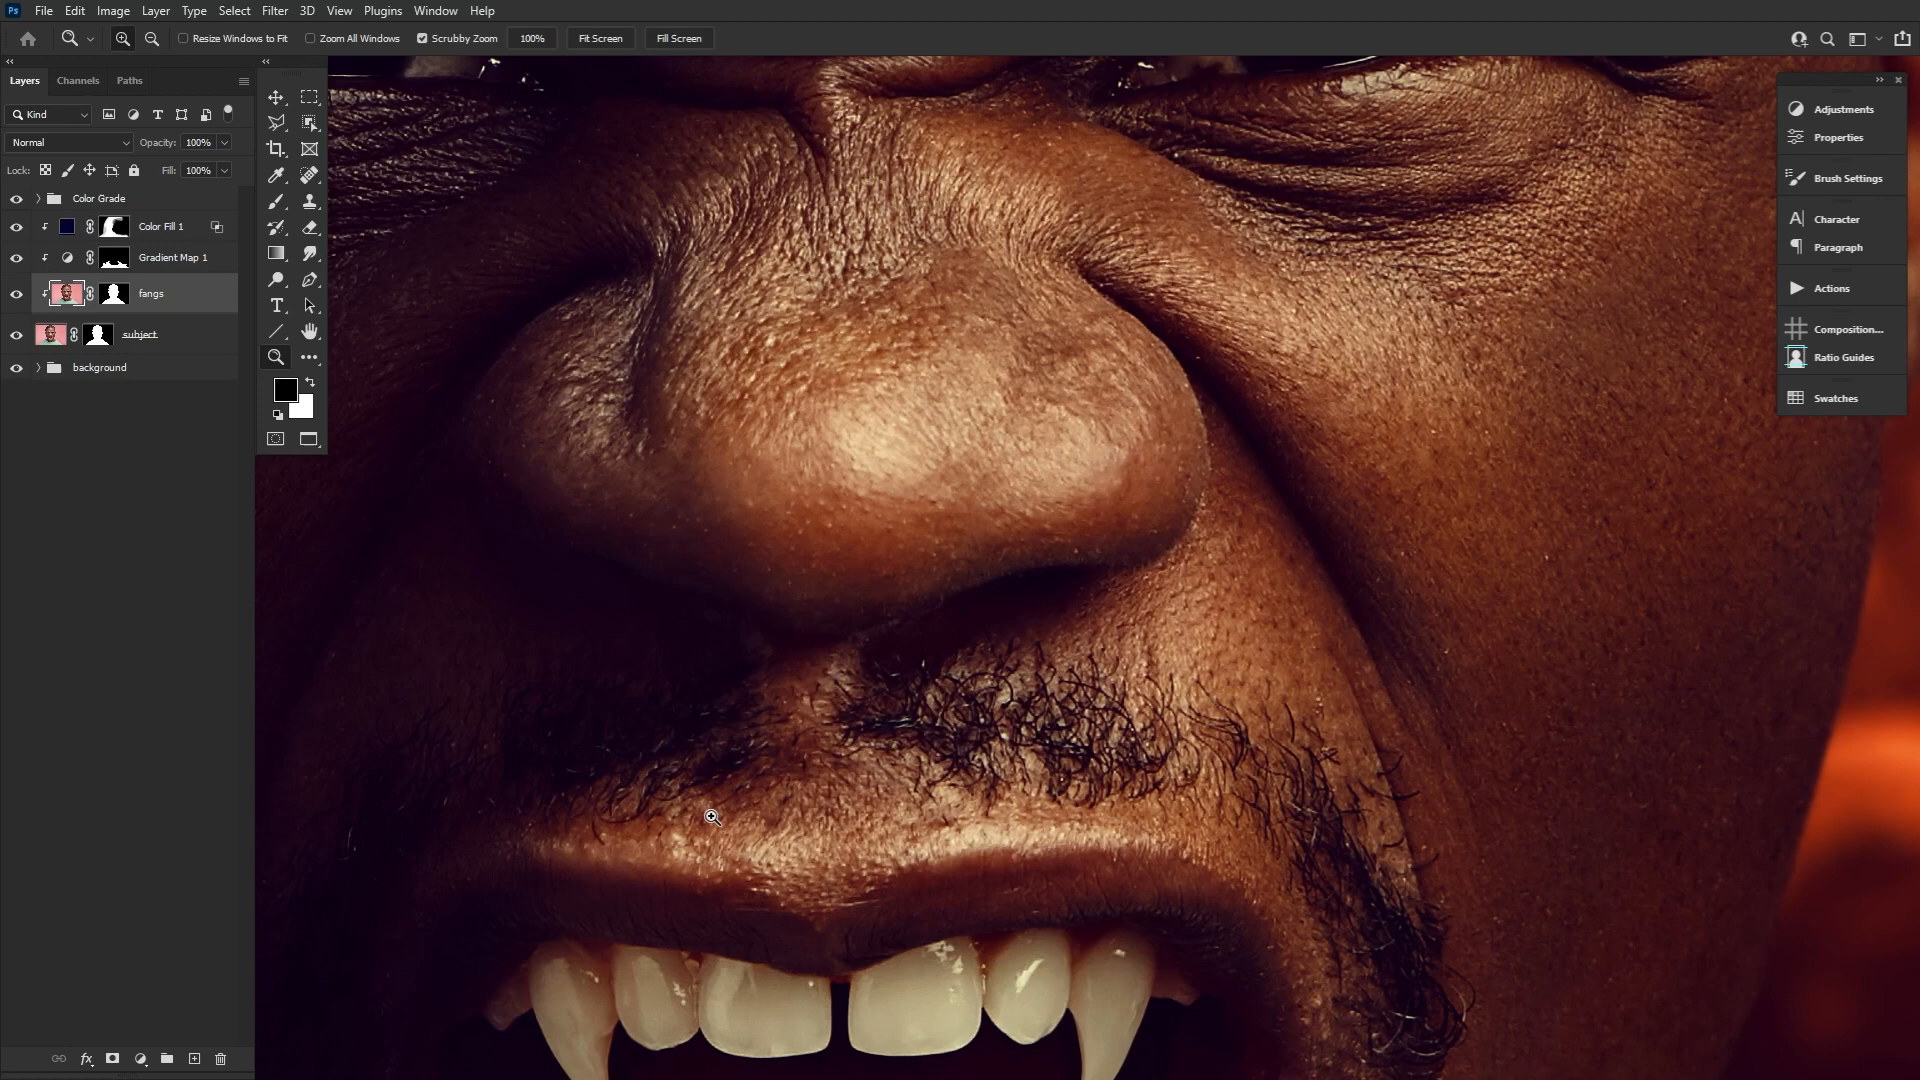 Ps File Edit Image Layer Type Select Filter 3D View Plugins Window Help
Resize Windows to Fit Zoom All Windows Scrubby Zoom 100% Fit Screen Fill Screen
Layers Channels Paths
Kind
Normal Opacity: 100%
Lock: Fill: 100%
Color Grade
Color Fill 1
Gradient Map 1
fangs
subject
background
fx
Adjustments
Properties
Brush Settings
Character
Paragraph
Actions
Composition...
Ratio Guides
Swatches